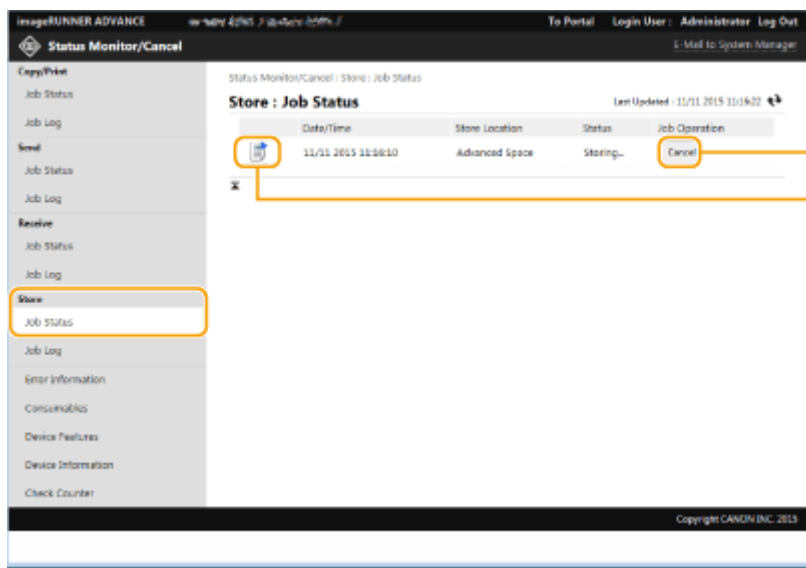 imageRUNNER ADVANCE To Portal Login User : Administrator Log Out
Status Monitor/Cancel E-Mail to System Manager
Copy/Print
Job Status
Job Log
Send
Job Status
Job Log
Receive
Job Status
Job Log
Store
Job Status
Job Log
Error Information
Consumables
Device Features
Device Information
Check Counter
Status Monitor/Cancel : Store : Job Status
Store : Job Status Last Updated : 11/11 2015 11:16:22
Date/Time Store Location Status Job Operation
11/11 2015 11:16:10 Advanced Space Storing... Cancel
Copyright CANON INC. 2015